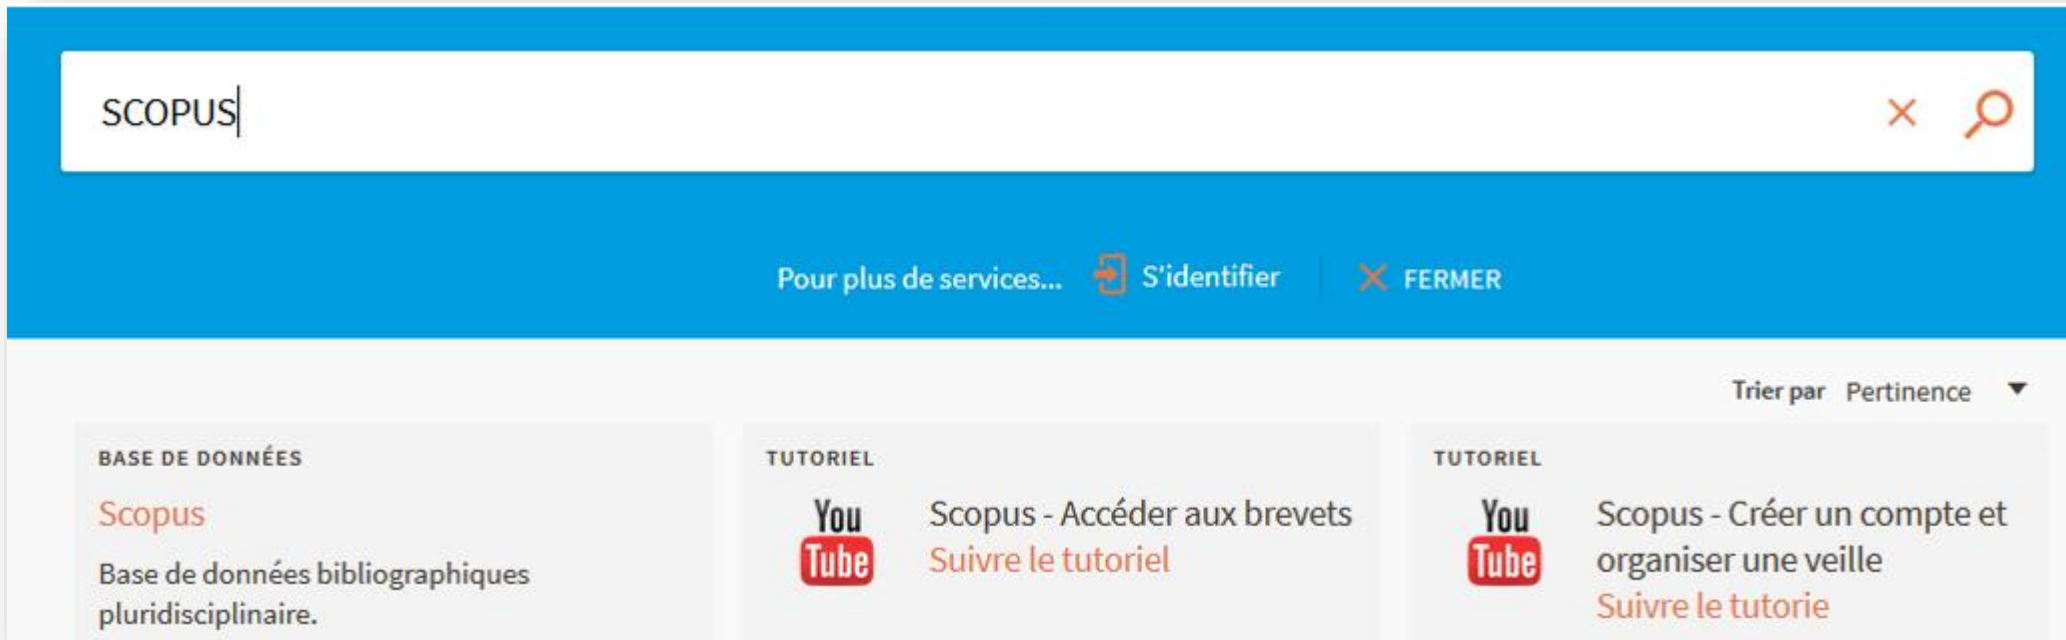 SCOPUS
Pour plus de services... S'identifier FERMER
Trier par Pertinence
BASE DE DONNÉES
Scopus
Base de données bibliographiques
pluridisciplinaire.
TUTORIEL
You
Tube
Scopus - Accéder aux brevets
Suivre le tutoriel
TUTORIEL
You
Tube
Scopus - Créer un compte et
organiser une veille
Suivre le tutorie